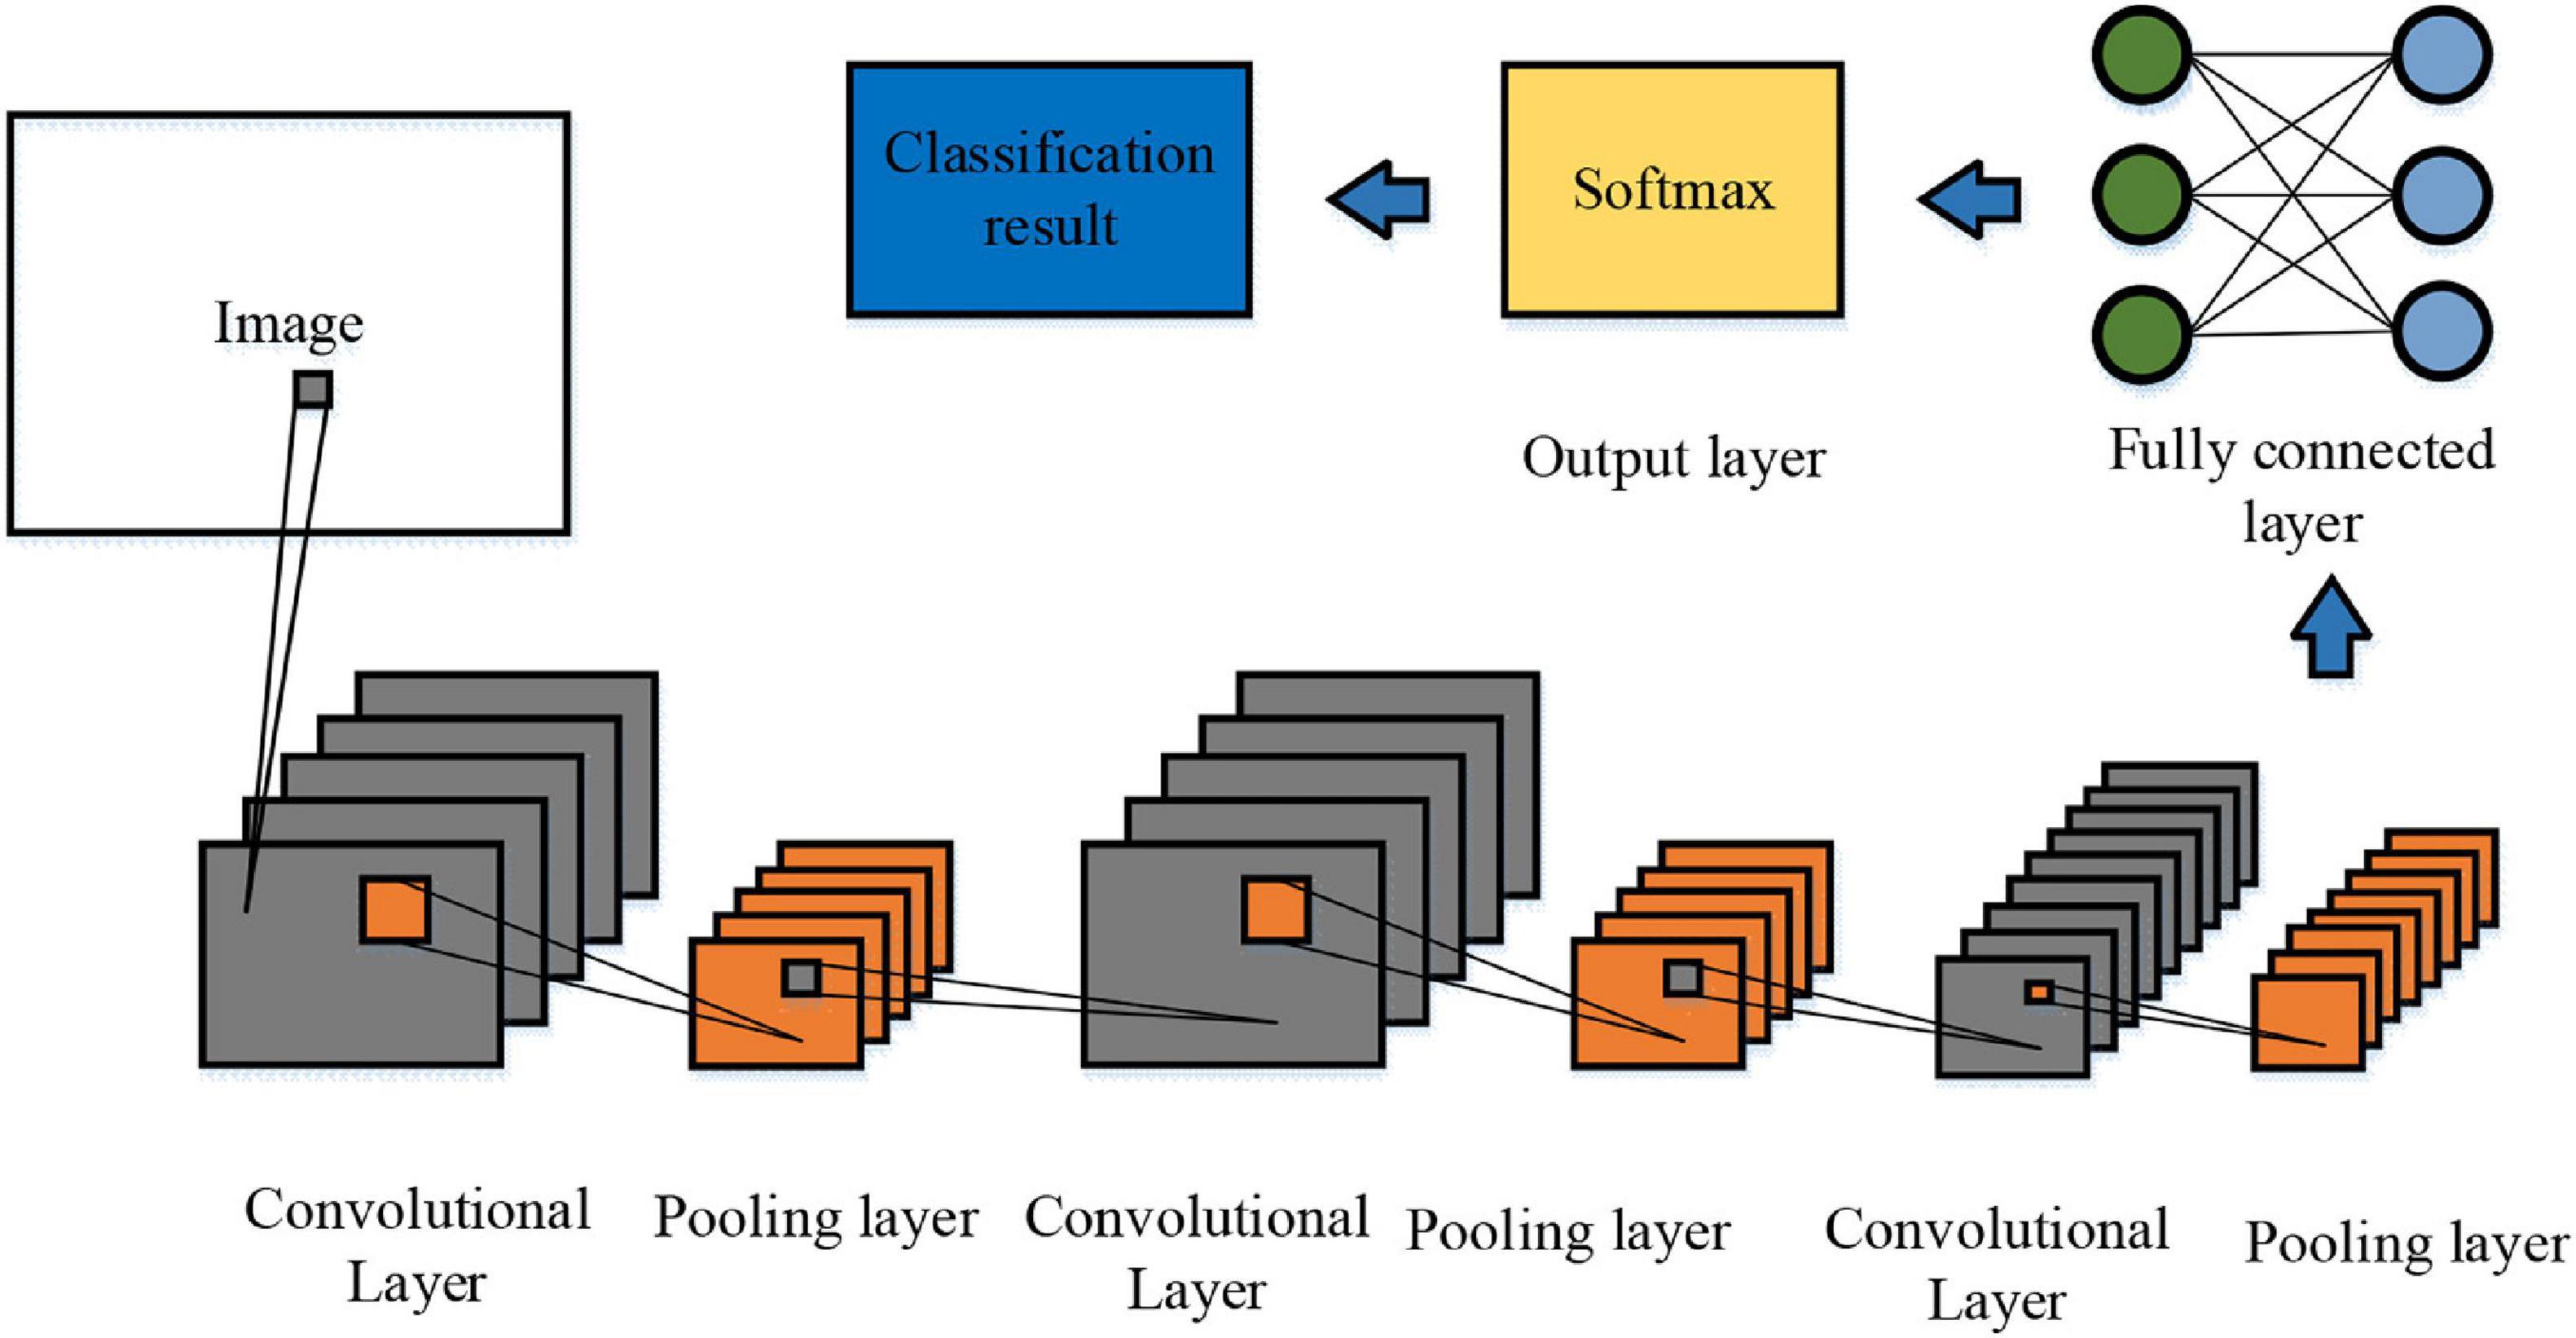 Classification
result
Softmax
Image
Output layer
Fully connected
layer
Convolutional
Layer
Pooling layer
Convolutional
Layer
Pooling layer
Convolutional
Layer
Pooling layer